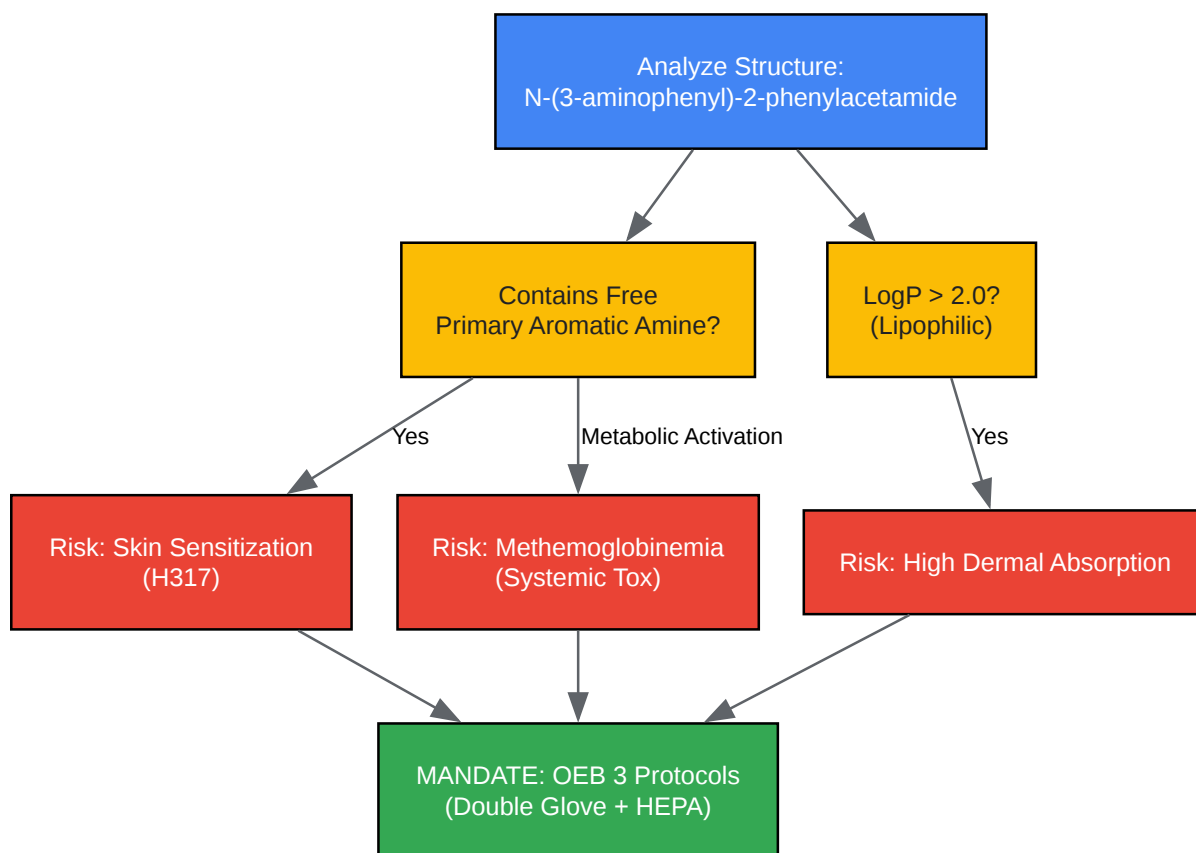 Analyze Structure:
N-(3-aminophenyl)-2-phenylacetamide
Contains Free
Primary Aromatic Amine?
LogP > 2.0?
(Lipophilic)
Yes
Metabolic Activation
Yes
Risk: Skin Sensitization
(H317)
Risk: Methemoglobinemia
(Systemic Tox)
Risk: High Dermal Absorption
MANDATE: OEB 3 Protocols
(Double Glove + HEPA)